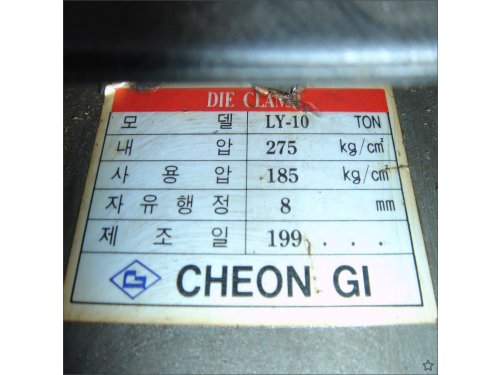 DIE CLAMP
모 델 LY-10 TON
내 압 275 kg/cm²
사 용 압 185 kg/cm²
자유행정 8 mm
제 조 일 199 . . .
CHEON GI